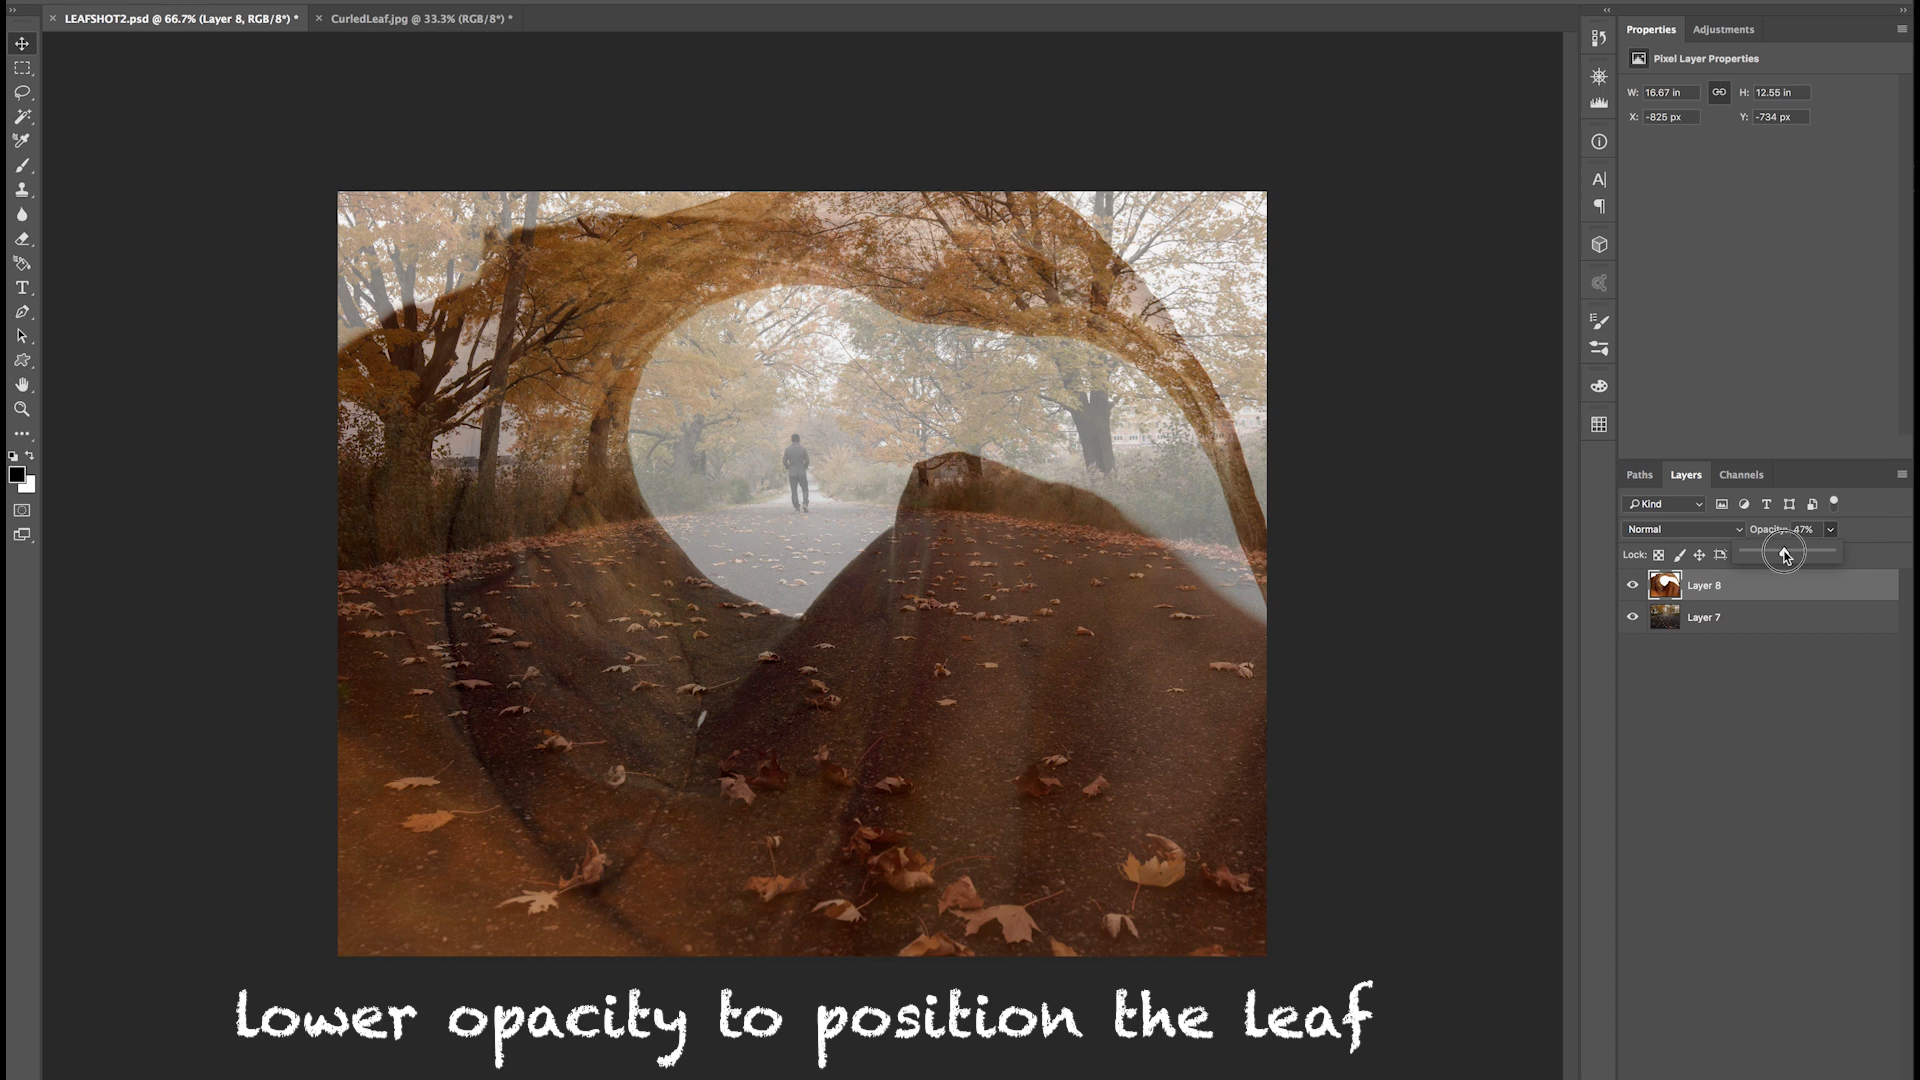 LEAFSHOT2.psd @ 66.7% (Layer 8, RGB/8*) *
CurledLeaf.jpg @ 33.3% (RGB/8*) *
Properties
Adjustments
Pixel Layer Properties
W: 16.67 in
H: 12.55 in
X: -825 px
Y: -734 px
Paths
Layers
Channels
Kind
Normal
Opacity: 47%
Lock:
Layer 8
Layer 7
lower opacity to position the leaf